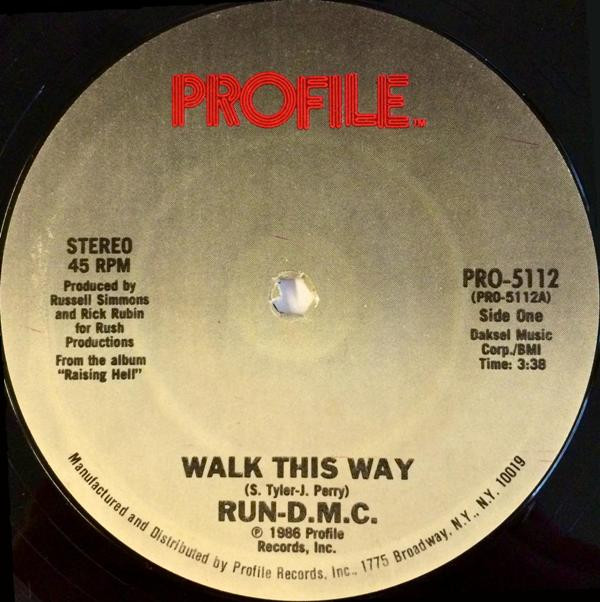 PROFILE™
STEREO
45 RPM
Produced by
Russell Simmons
and Rick Rubin
for Rush
Productions
From the album
"Raising Hell"
PRO-5112
(PRO-5112A)
Side One
Daksel Music
Corp./BMI
Time: 3:38
WALK THIS WAY
(S. Tyler-J. Perry)
RUN-D.M.C.
℗ 1986 Profile
Records, Inc.
Manufactured and Distributed by Profile Records, Inc., 1775 Broadway, N.Y., N.Y. 10019